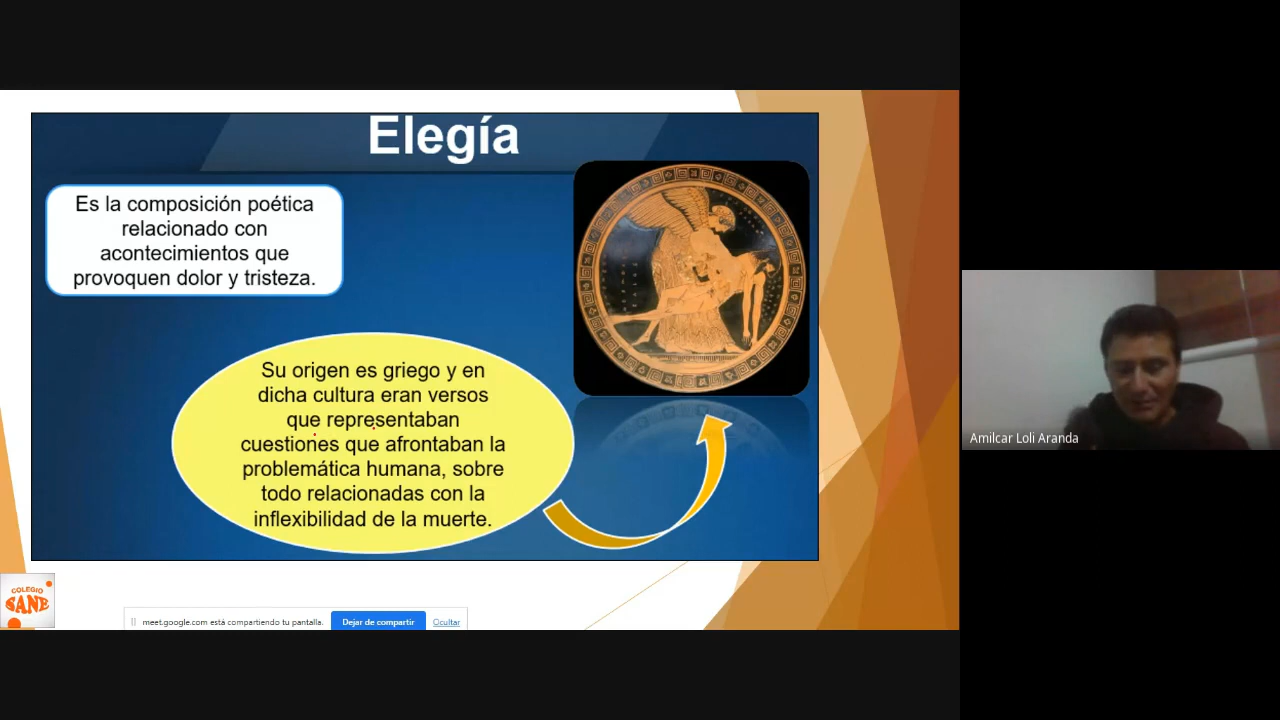 Elegía
Es la composición poética
relacionado con
acontecimientos que
provoquen dolor y tristeza.
Su origen es griego y en
dicha cultura eran versos
que representaban
cuestiones que afrontaban la
problemática humana, sobre
todo relacionadas con la
inflexibilidad de la muerte.
Amilcar Loli Aranda
COLEGIO
SANE
meet.google.com está compartiendo tu pantalla.
Dejar de compartir
Ocultar